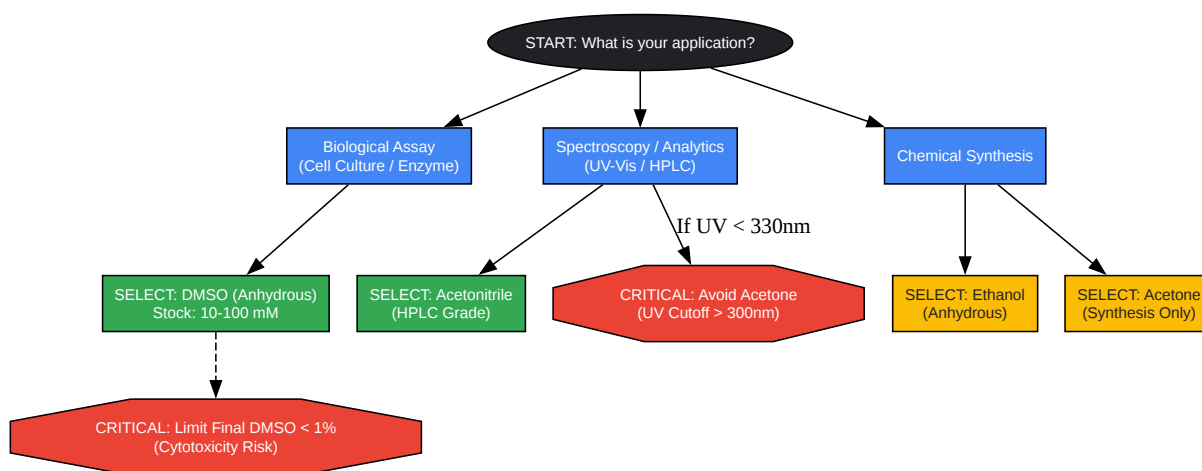 START: What is your application?
Biological Assay
(Cell Culture / Enzyme)
Spectroscopy / Analytics
(UV-Vis / HPLC)
Chemical Synthesis
If UV < 330nm
SELECT: DMSO (Anhydrous)
Stock: 10-100 mM
SELECT: Acetonitrile
(HPLC Grade)
CRITICAL: Avoid Acetone
(UV Cutoff > 300nm)
SELECT: Ethanol
(Anhydrous)
SELECT: Acetone
(Synthesis Only)
CRITICAL: Limit Final DMSO < 1%
(Cytotoxicity Risk)